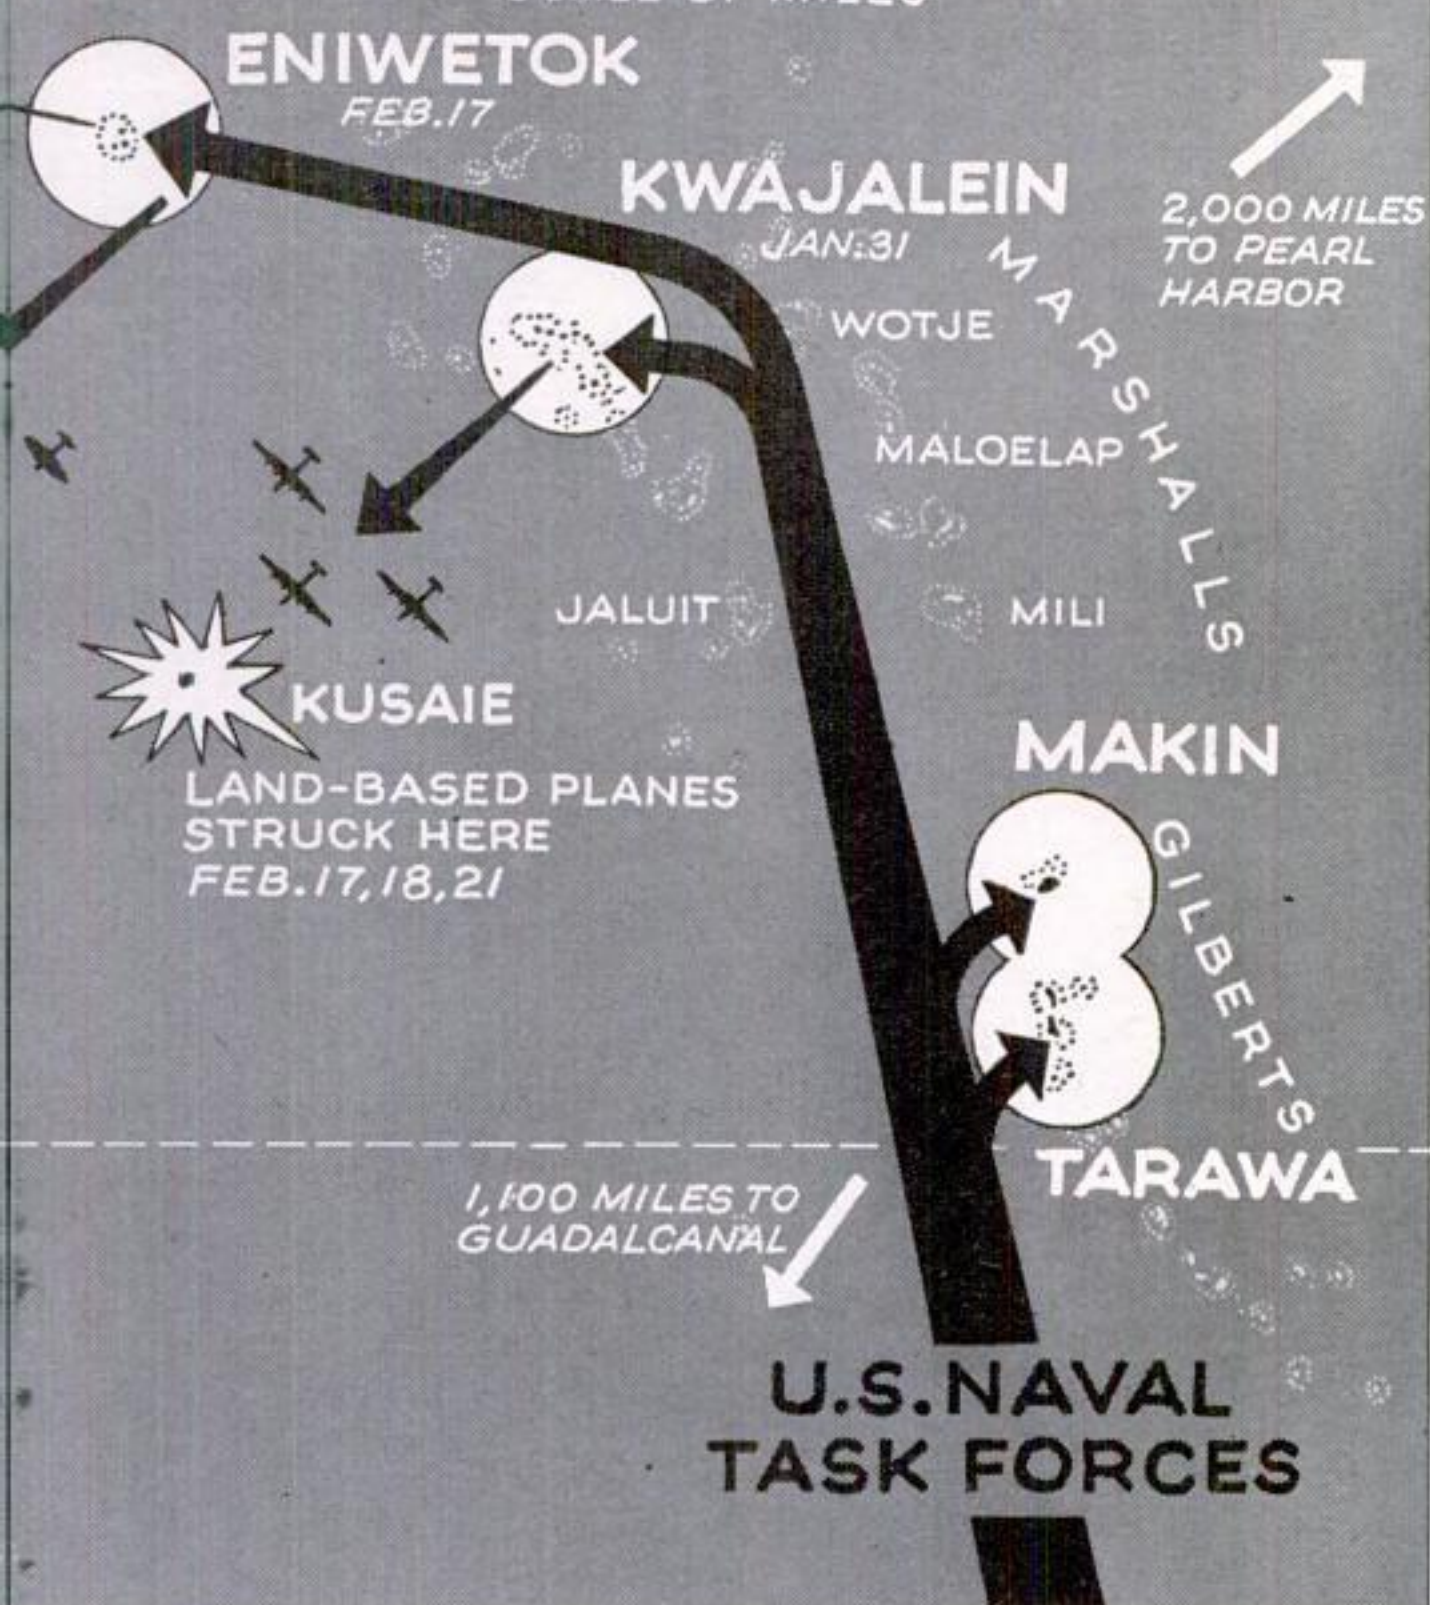 ENIWETOK
FEB.17
KWAJALEIN
JAN.31
2,000 MILES
TO PEARL
HARBOR
MARSHALLS
WOTJE
MALOELAP
JALUIT
MILI
KUSAIE
LAND-BASED PLANES
STRUCK HERE
FEB.17,18,21
MAKIN
GILBERTS
TARAWA
1,100 MILES TO
GUADALCANAL
U.S. NAVAL
TASK FORCES